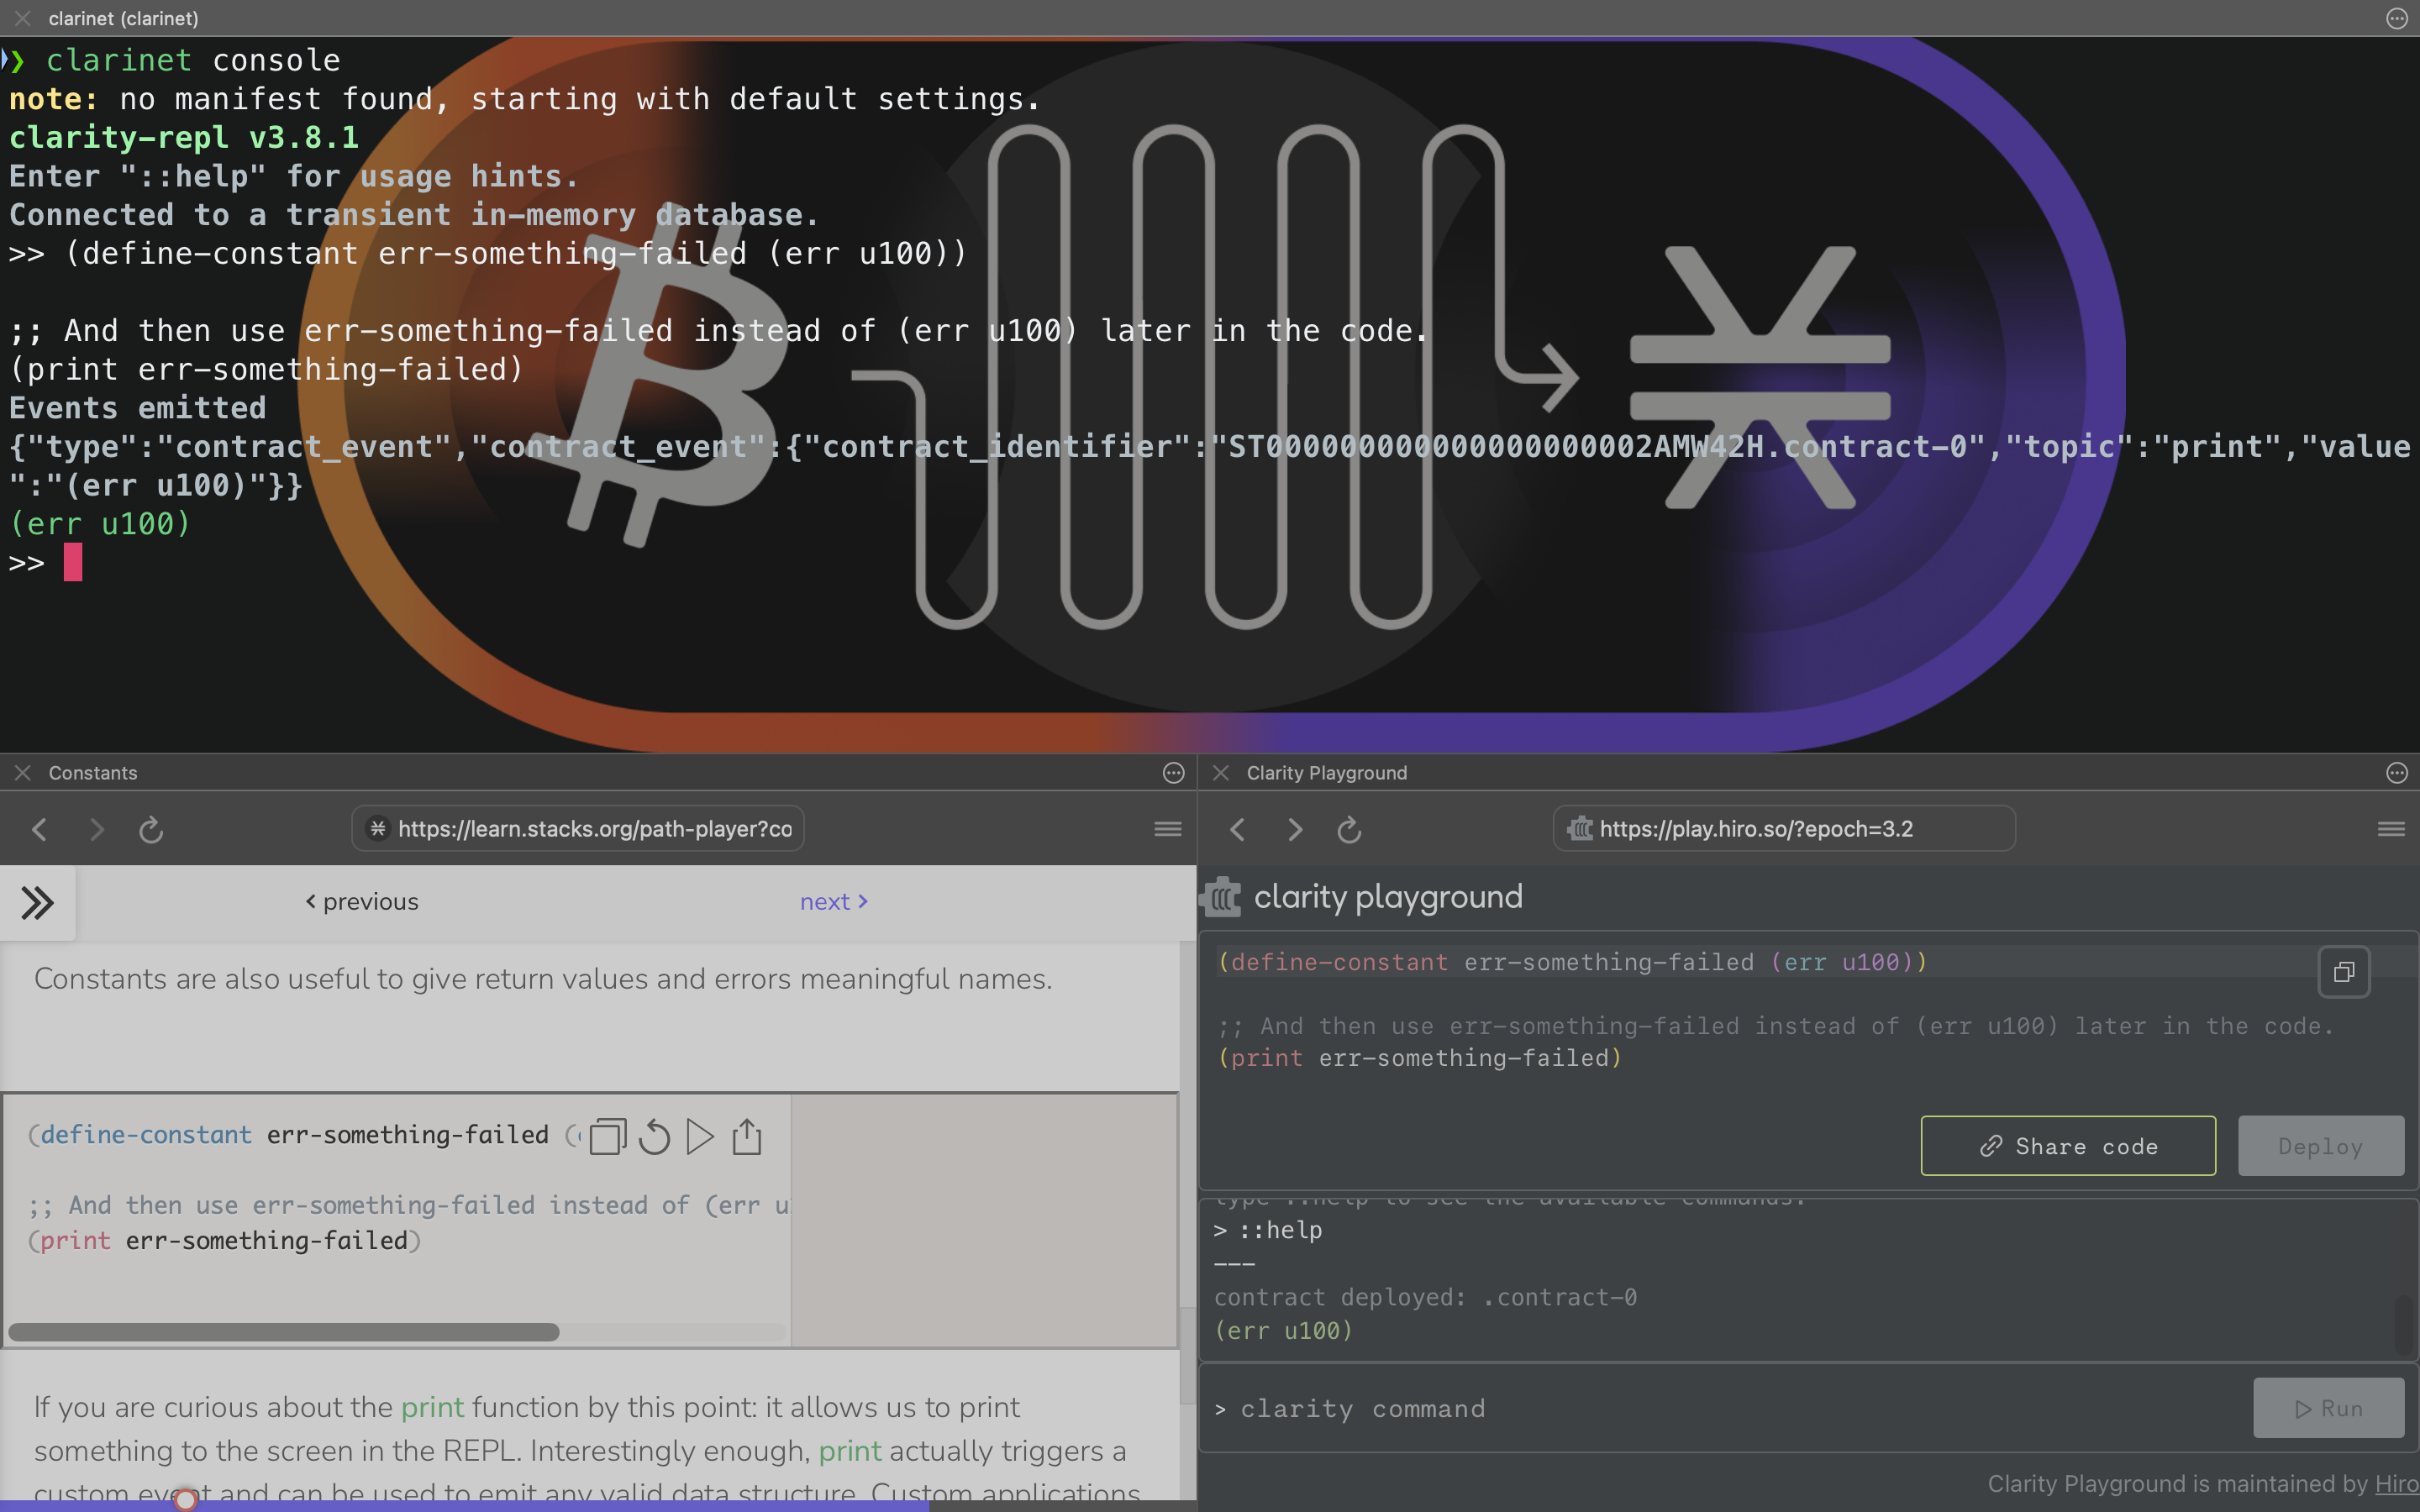 clarinet (clarinet)
❯ clarinet console
note: no manifest found, starting with default settings.
clarity-repl v3.8.1
Enter "::help" for usage hints.
Connected to a transient in-memory database.
>> (define-constant err-something-failed (err u100))
;; And then use err-something-failed instead of (err u100) later in the code.
(print err-something-failed)
Events emitted
{"type":"contract_event","contract_event":{"contract_identifier":"ST000000000000000000002AMW42H.contract-0","topic":"print","value
":"(err u100)"}}
(err u100)
>>
Constants
https://learn.stacks.org/path-player?co
previous
next
Constants are also useful to give return values and errors meaningful names.
(define-constant err-something-failed (
;; And then use err-something-failed instead of (err u
(print err-something-failed)
If you are curious about the print function by this point: it allows us to print
something to the screen in the REPL. Interestingly enough, print actually triggers a
custom event and can be used to emit any valid data structure. Custom applications
Clarity Playground
https://play.hiro.so/?epoch=3.2
clarity playground
(define-constant err-something-failed (err u100))
;; And then use err-something-failed instead of (err u100) later in the code.
(print err-something-failed)
Share code
Deploy
type ::help to see the available commands.
> ::help
---
contract deployed: .contract-0
(err u100)
> clarity command
Run
Clarity Playground is maintained by Hiro